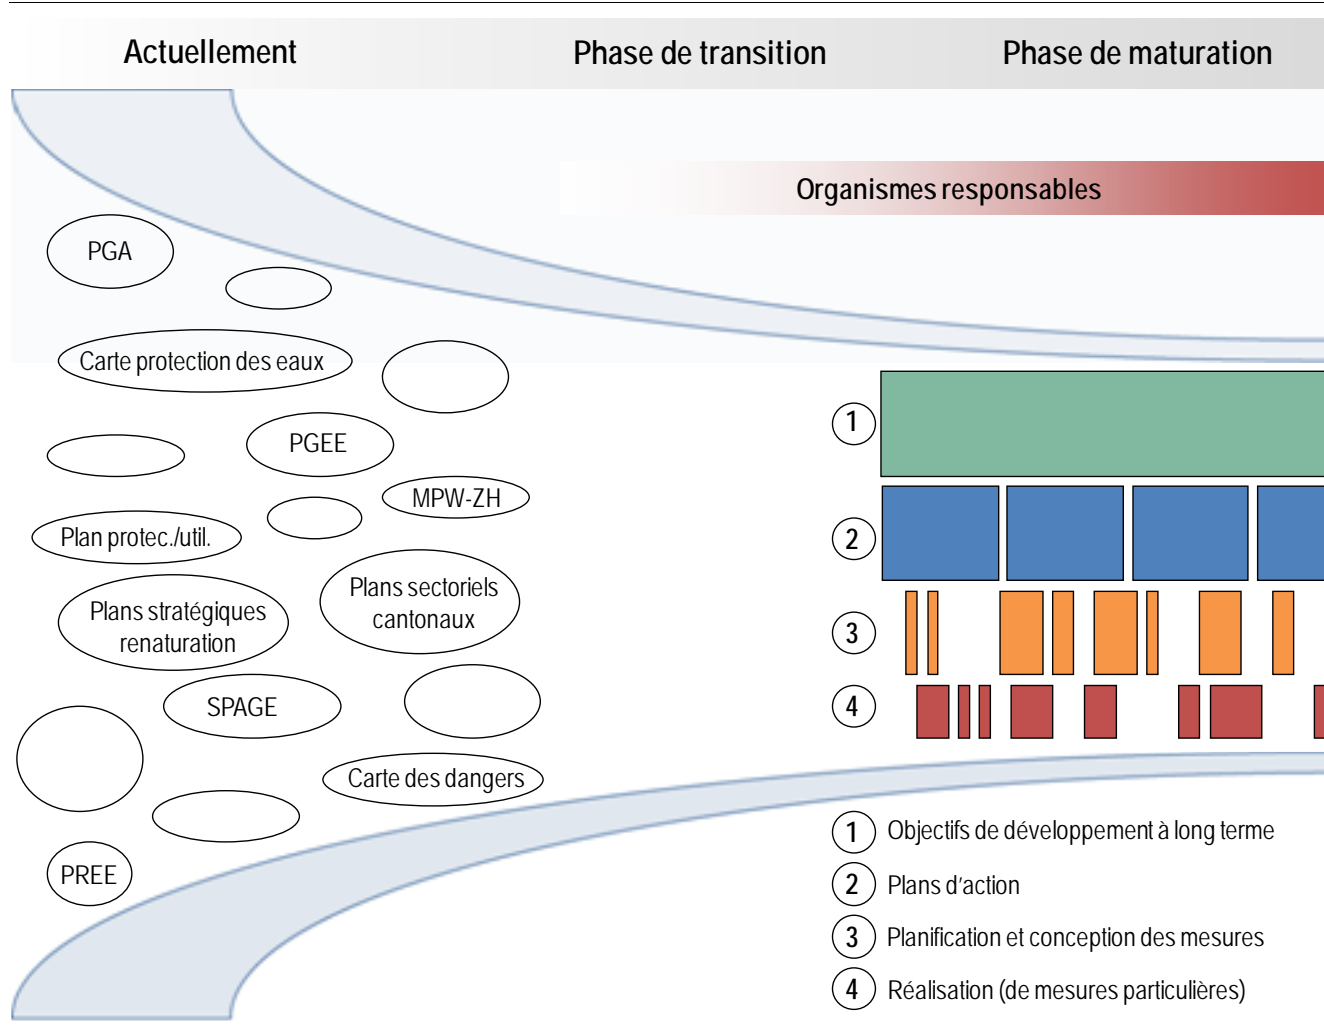 Actuellement
Phase de transition
Phase de maturation
Organismes responsables
PGA
Carte protection des eaux
PGEE
MPW-ZH
Plan protec./util.
Plans sectoriels
cantonaux
Plans stratégiques
renaturation
SPAGE
Carte des dangers
PREE
1
2
3
4
1 Objectifs de développement à long terme
2 Plans d'action
3 Planification et conception des mesures
4 Réalisation (de mesures particulières)